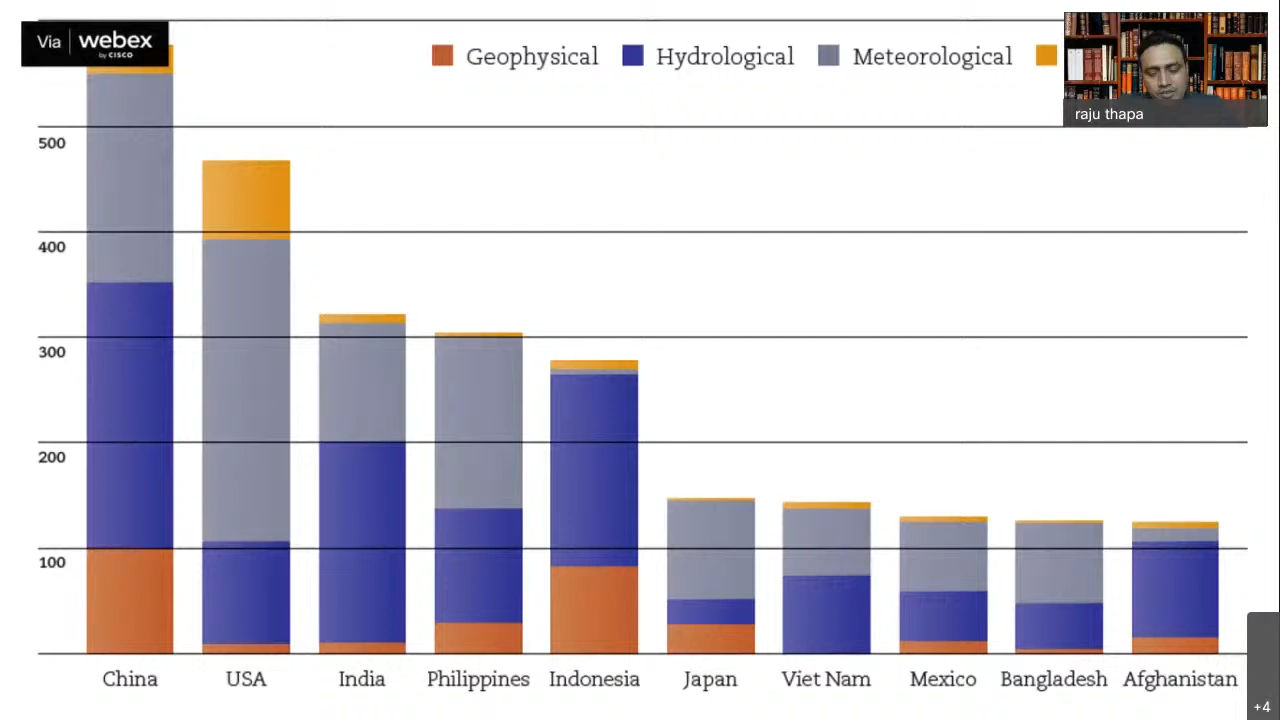 Via webex
by CISCO
Geophysical Hydrological Meteorological
raju thapa
500
400
300
200
100
China USA India Philippines Indonesia Japan Viet Nam Mexico Bangladesh Afghanistan
+4